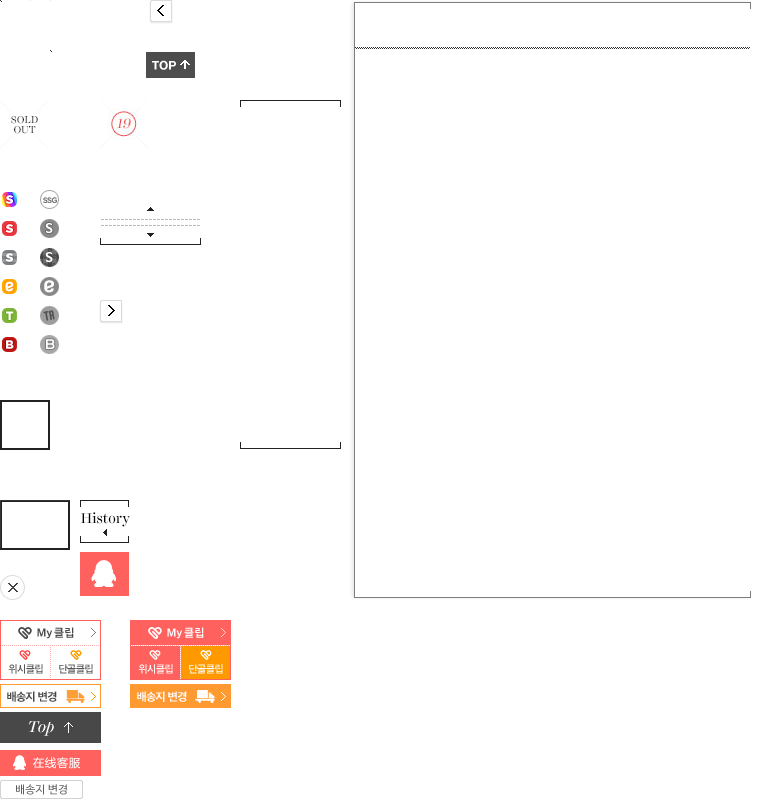 TOP
SOLD
OUT
19
S
SSG
S
S
S
S
e
e
T
TR
B
B
History
My 클립
위시클립
단골클립
배송지 변경
My 클립
위시클립
단골클립
배송지 변경
Top
在线客服
배송지 변경